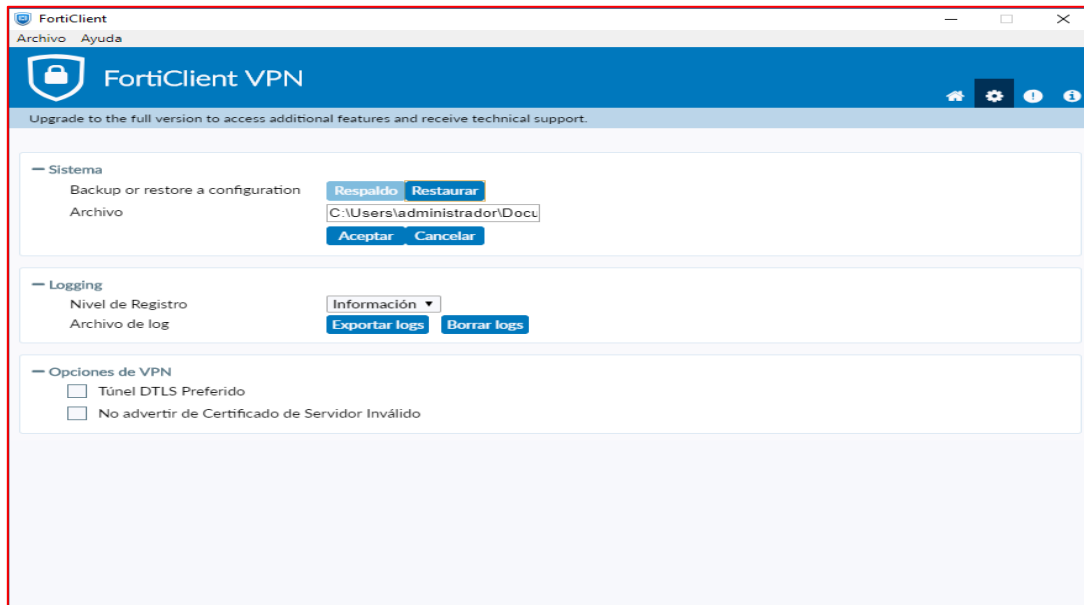 FortiClient
Archivo Ayuda
FortiClient VPN
Upgrade to the full version to access additional features and receive technical support.
Sistema
Backup or restore a configuration Respaldo Restaurar
Archivo C:\Users\administrador\Docu
Aceptar Cancelar
Logging
Nivel de Registro Información
Archivo de log Exportar logs Borrar logs
Opciones de VPN
Túnel DTLS Preferido
No advertir de Certificado de Servidor Inválido